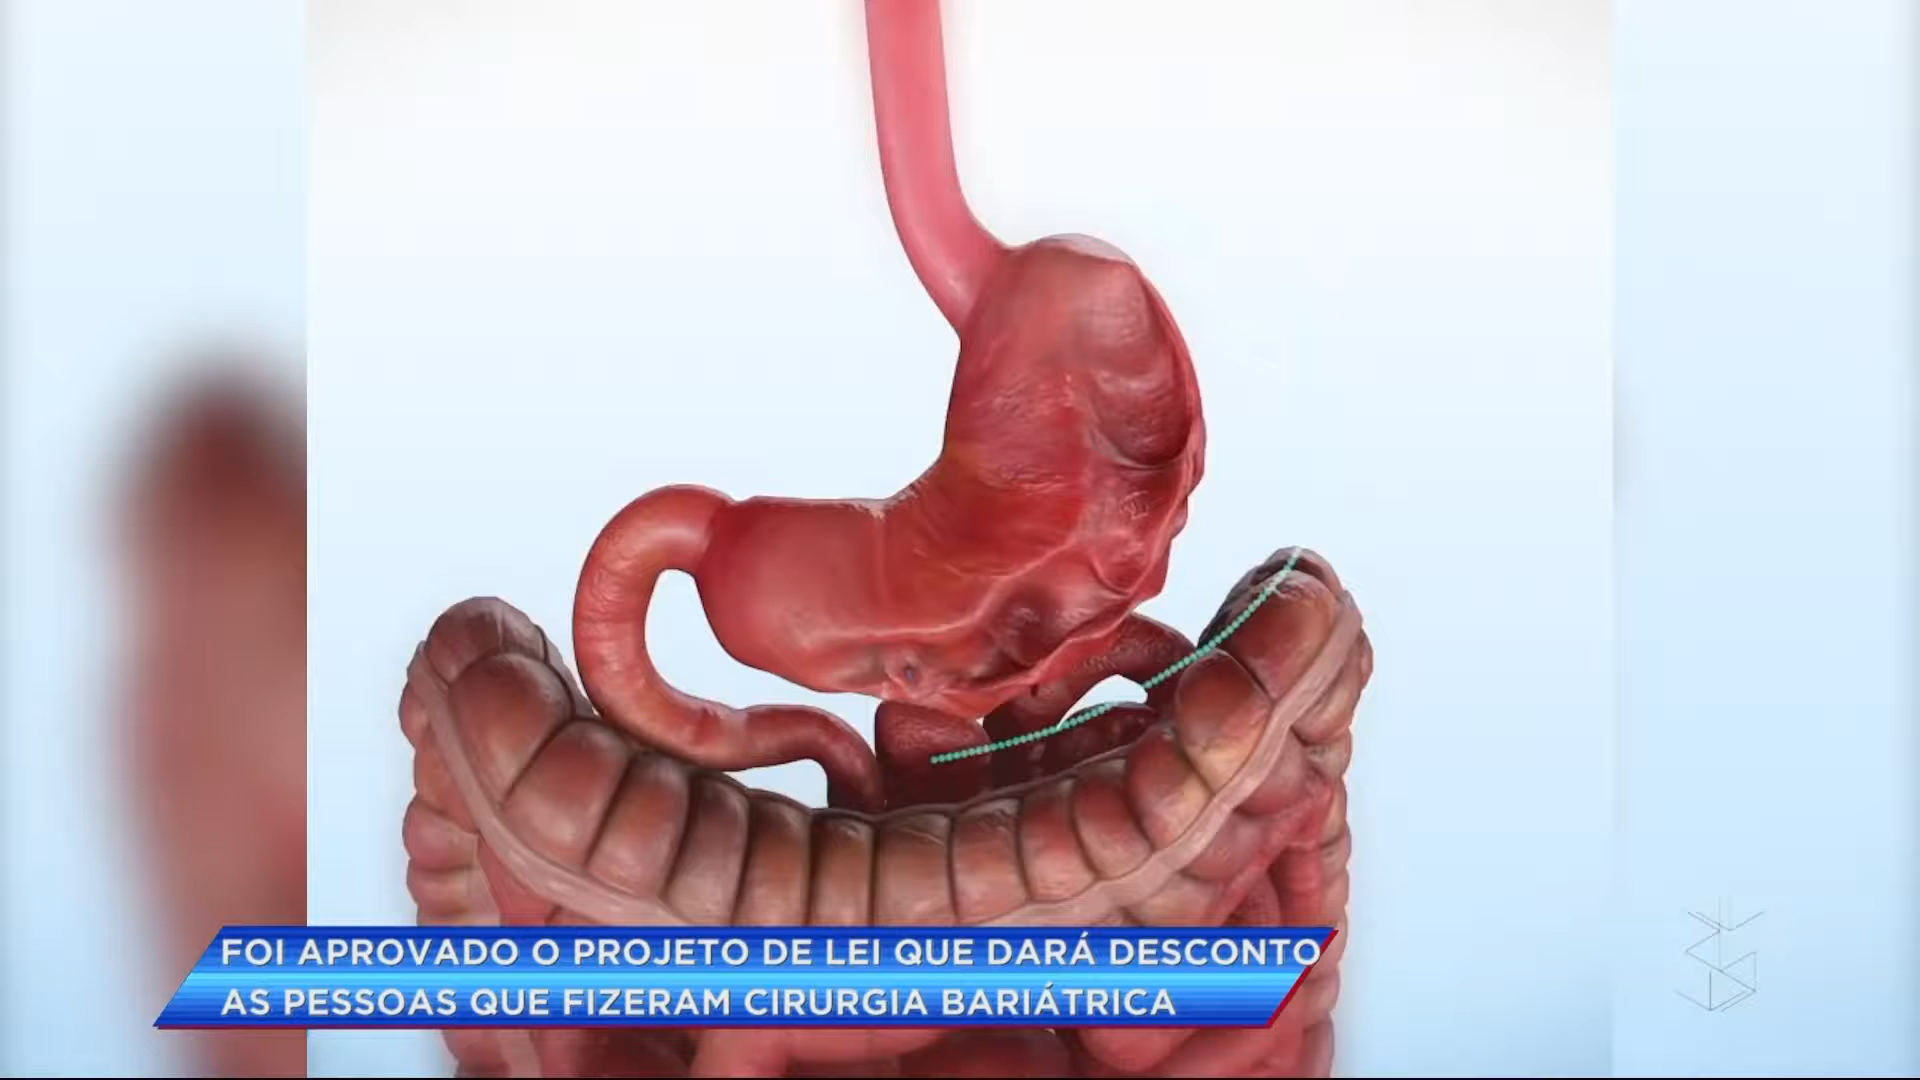 FOI APROVADO O PROJETO DE LEI QUE DARÁ DESCONTO
AS PESSOAS QUE FIZERAM CIRURGIA BARIÁTRICA